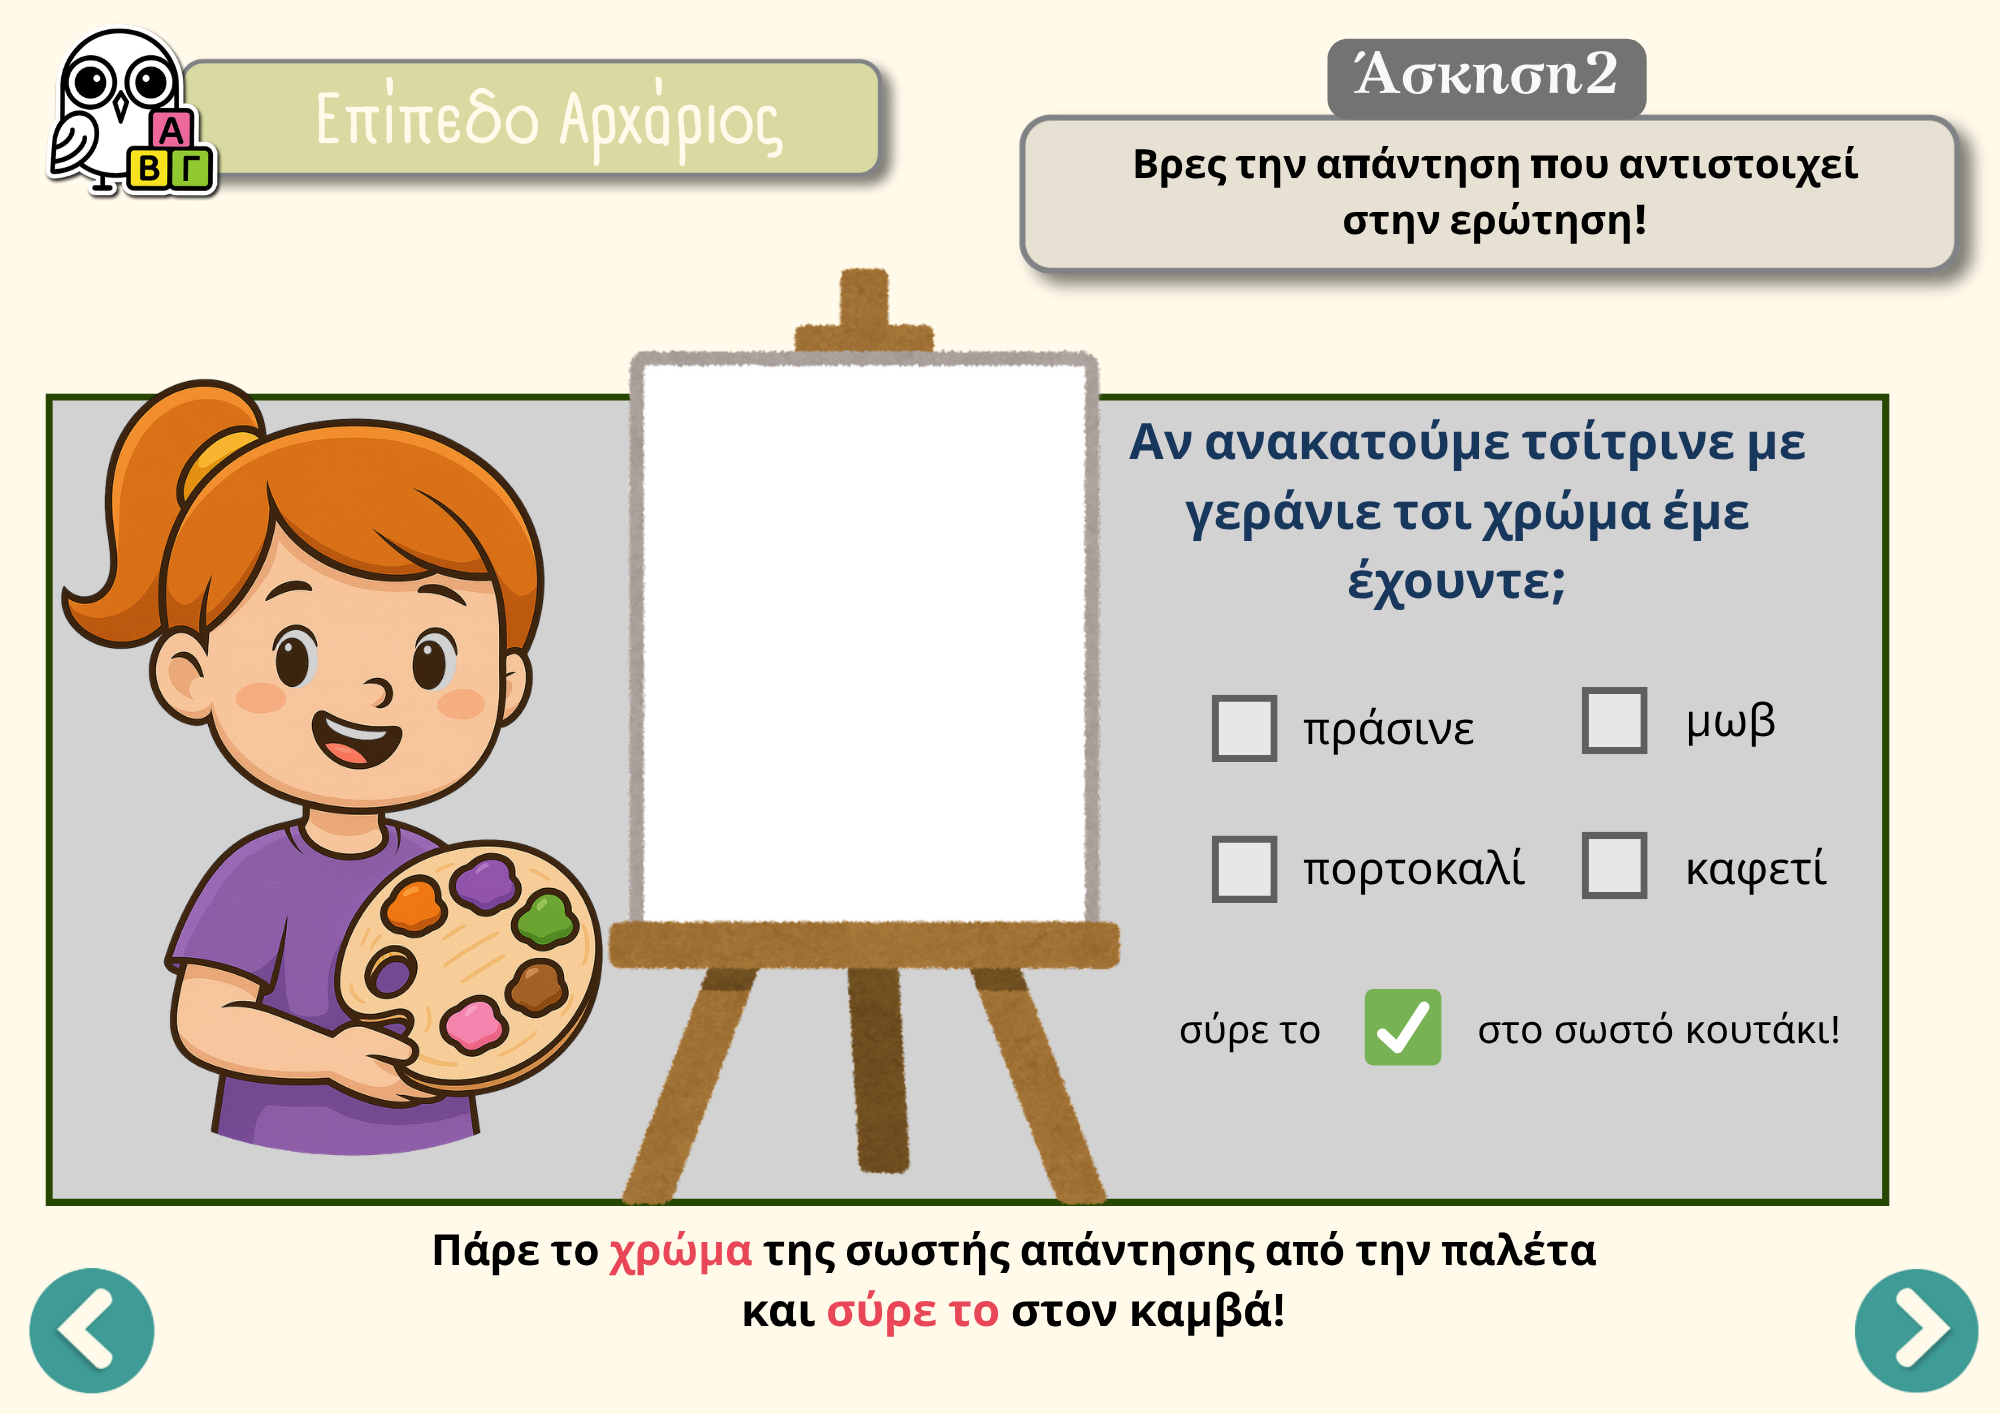 Α
Β Γ
Επίπεδο Αρχάριος
Άσκηση2
Βρες την απάντηση που αντιστοιχεί
στην ερώτηση!
Αν ανακατούμε τσίτρινε με
γεράνιε τσι χρώμα έμε
έχουντε;
πράσινε
μωβ
πορτοκαλί
καφετί
σύρε το στο σωστό κουτάκι!
Πάρε το χρώμα της σωστής απάντησης από την παλέτα
και σύρε το στον καμβά!